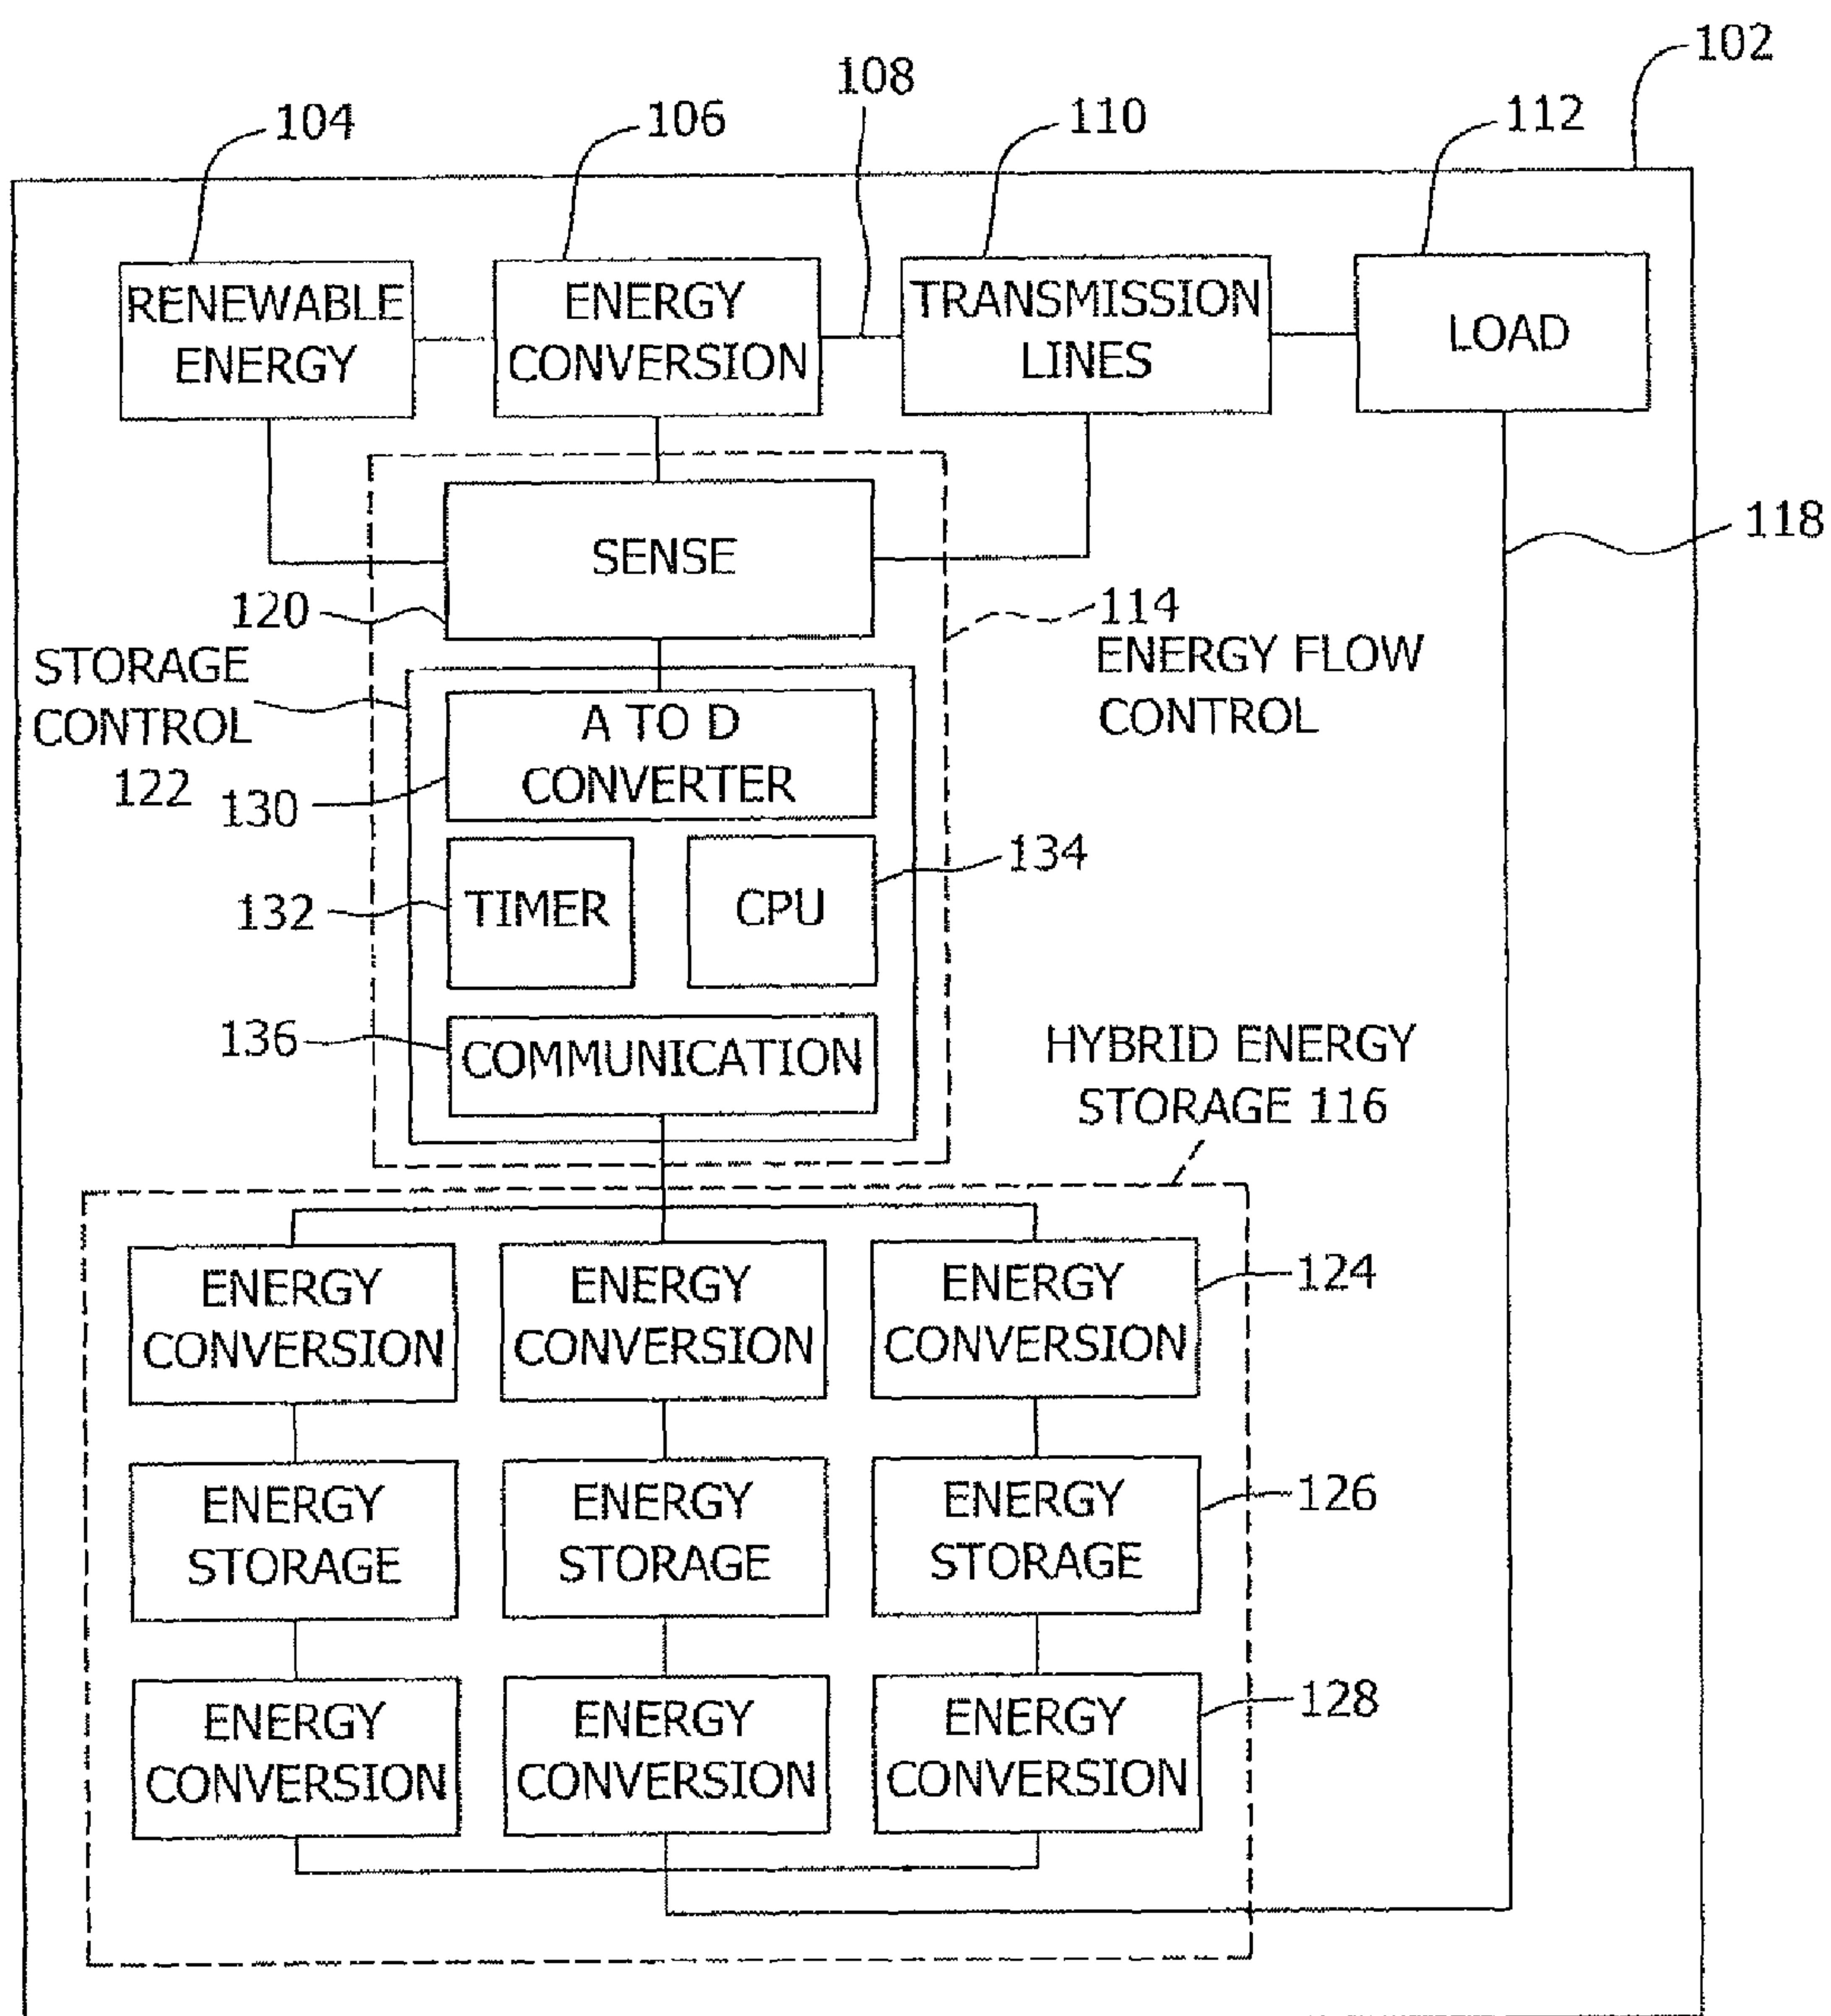 102
108
104
106
110
112
RENEWABLE
ENERGY
ENERGY
CONVERSION
TRANSMISSION
LINES
LOAD
118
SENSE
120
114
ENERGY FLOW
CONTROL
STORAGE
CONTROL
122
A TO D
CONVERTER
130
134
TIMER
CPU
132
136
COMMUNICATION
HYBRID ENERGY
STORAGE 116
ENERGY
CONVERSION
ENERGY
CONVERSION
ENERGY
CONVERSION
124
ENERGY
STORAGE
ENERGY
STORAGE
ENERGY
STORAGE
126
ENERGY
CONVERSION
ENERGY
CONVERSION
ENERGY
CONVERSION
128